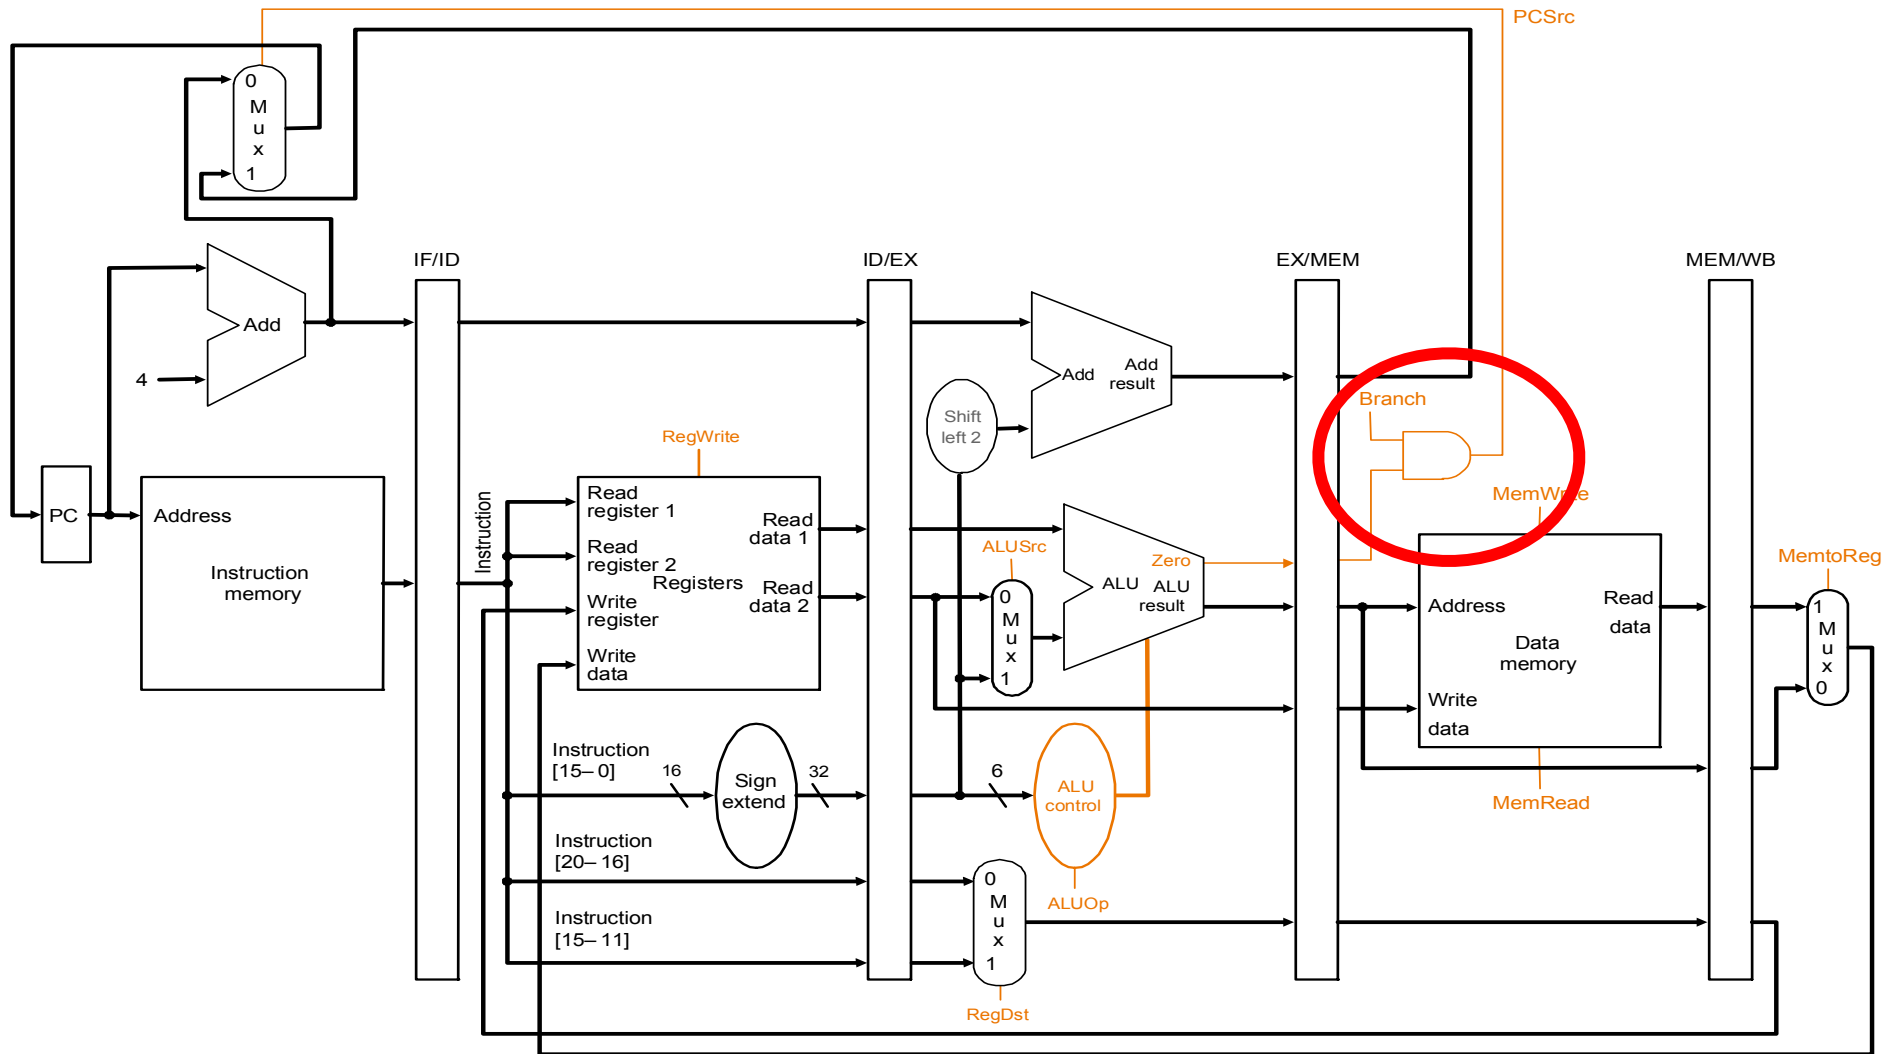 PCSrc
0
M
u
x
1
IF/ID
ID/EX
EX/MEM
MEM/WB
Add
4
Add
Add
result
Shift
left 2
Branch
RegWrite
MemWrite
PC
Address
Instruction
memory
Instruction
Read
register 1
Read
register 2
Registers
Write
register
Write
data
Read
data 1
Read
data 2
ALUSrc
0
M
u
x
1
Zero
ALU
ALU
result
Address
Read
data
Data
memory
Write
data
MemtoReg
1
M
u
x
0
Instruction
[15– 0]
16
Sign
extend
32
6
ALU
control
MemRead
Instruction
[20– 16]
ALUOp
Instruction
[15– 11]
0
M
u
x
1
RegDst